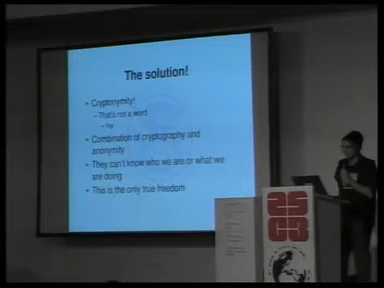 The solution!
• Cryptonymity!
– That's not a word
– Yet
• Combination of cryptography and
anonymity
• They can't know who we are or what we
are doing
• This is the only true freedom
25
C3